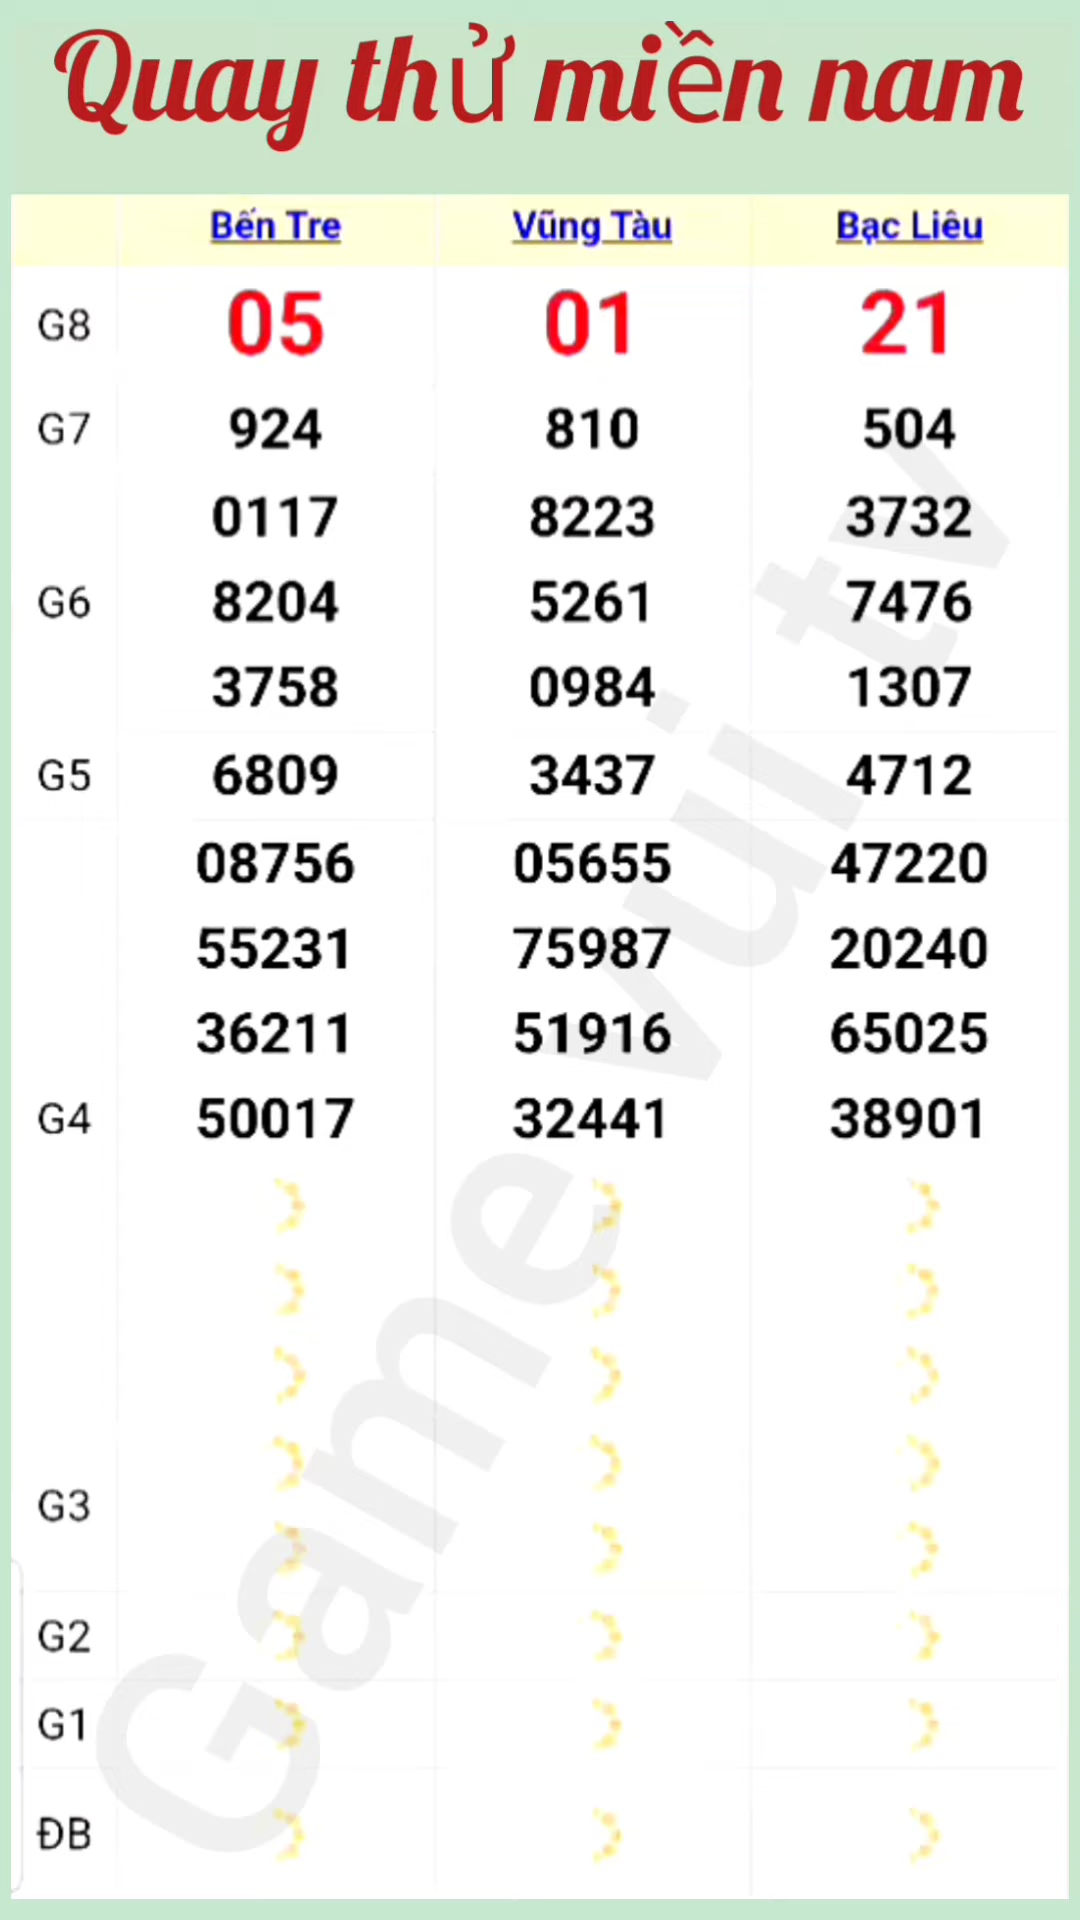 Quay thử miền nam
Bến Tre Vũng Tàu Bạc Liêu
G8 05 01 21
G7 924 810 504
0117 8223 3732
G6 8204 5261 7476
3758 0984 1307
G5 6809 3437 4712
08756 05655 47220
55231 75987 20240
36211 51916 65025
G4 50017 32441 38901
G3
G2
G1
ĐB
Game vui tv